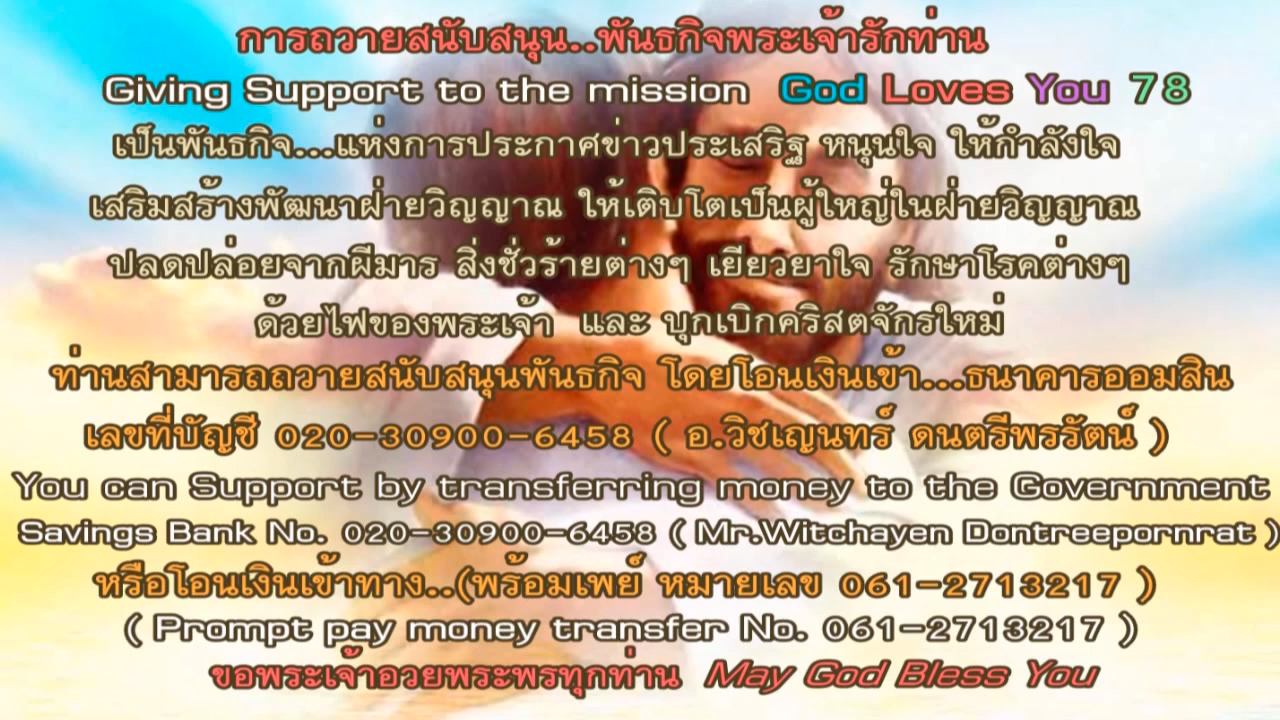 การถวายสนับสนุน..พันธกิจพระเจ้ารักท่าน
Giving Support to the mission God Loves You 78
เป็นพันธกิจ...แห่งการประกาศข่าวประเสริฐ หนุนใจ ให้กำลังใจ
เสริมสร้างพัฒนาฝ่ายวิญญาณ ให้เติบโตเป็นผู้ใหญ่ในฝ่ายวิญญาณ
ปลดปล่อยจากผีมาร สิ่งชั่วร้ายต่างๆ เยียวยาใจ รักษาโรคต่างๆ
ด้วยไฟของพระเจ้า และ บุกเบิกคริสตจักรใหม่
ท่านสามารถถวายสนับสนุนพันธกิจ โดยโอนเงินเข้า...ธนาคารออมสิน
เลขที่บัญชี 020-30900-6458 ( อ.วิชเญนทร์ ดนตรีพรรัตน์ )
You can Support by transferring money to the Government
Savings Bank No. 020-30900-6458 ( Mr.Witchayen Dontreepornrat )
หรือโอนเงินเข้าทาง..(พร้อมเพย์ หมายเลข 061-2713217 )
( Prompt pay money transfer No. 061-2713217 )
ขอพระเจ้าอวยพระพรทุกท่าน May God Bless You